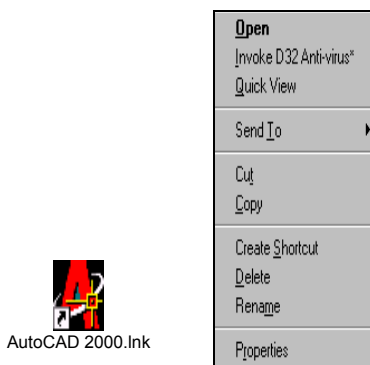 Open
Invoke D32 Anti-virus*
Quick View
Send To
Cut
Copy
Create Shortcut
Delete
Rename
Properties
AutoCAD 2000.lnk